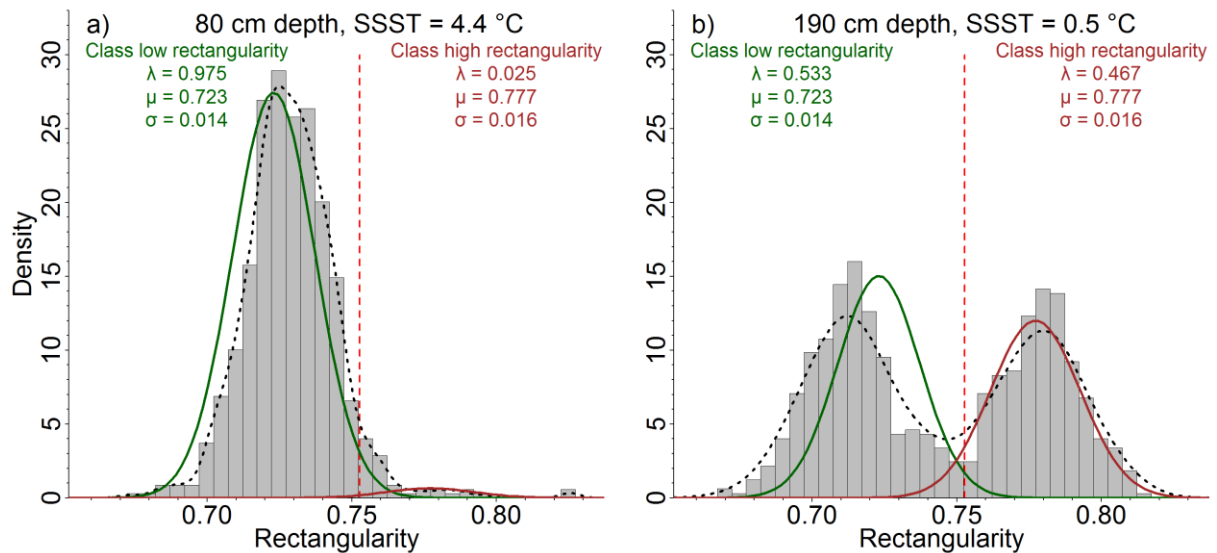 a) 80 cm depth, SSST = 4.4 °C
Class low rectangularity
λ = 0.975
μ = 0.723
σ = 0.014
Class high rectangularity
λ = 0.025
μ = 0.777
σ = 0.016
Density
0 5 10 15 20 25 30
0.70 0.75 0.80
Rectangularity
b) 190 cm depth, SSST = 0.5 °C
Class low rectangularity
λ = 0.533
μ = 0.723
σ = 0.014
Class high rectangularity
λ = 0.467
μ = 0.777
σ = 0.016
0 5 10 15 20 25 30
0.70 0.75 0.80
Rectangularity